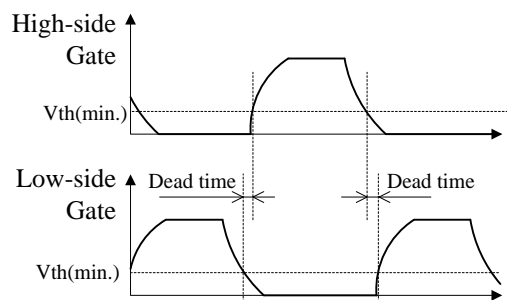 High-side
Gate
Vth(min.)
Low-side
Gate
Dead time
Dead time
Vth(min.)